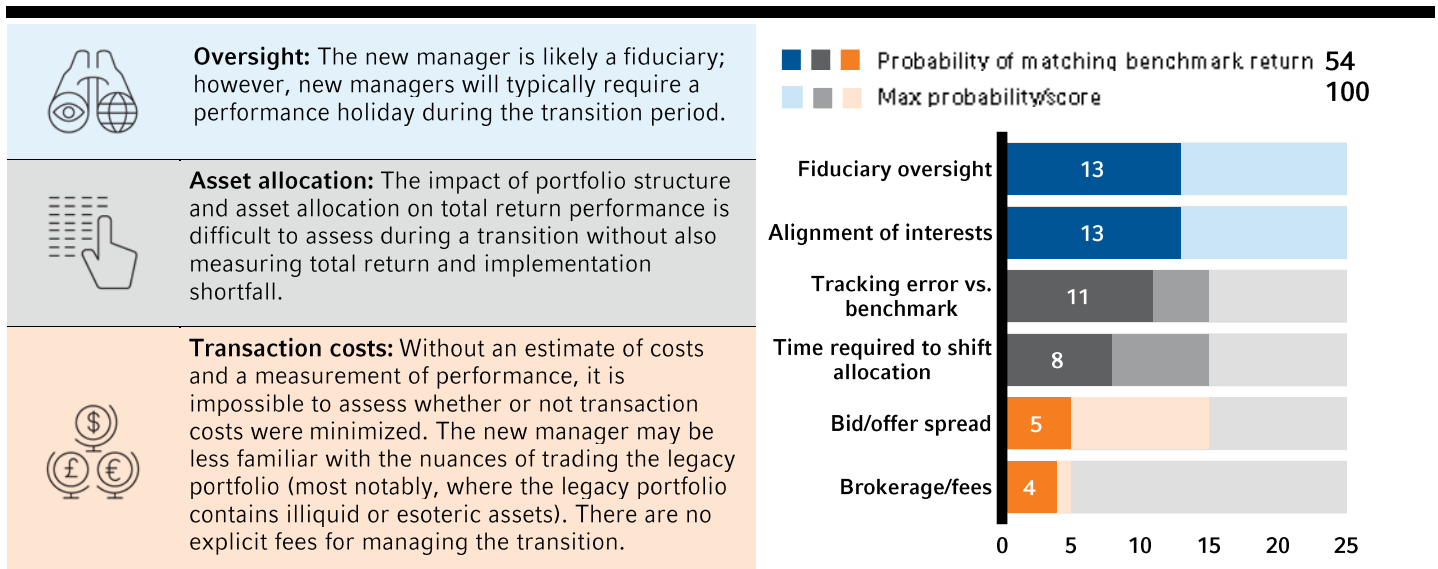 Oversight: The new manager is likely a fiduciary;
however, new managers will typically require a
performance holiday during the transition period.
Asset allocation: The impact of portfolio structure
and asset allocation on total return performance is
difficult to assess during a transition without also
measuring total return and implementation
shortfall.
Transaction costs: Without an estimate of costs
and a measurement of performance, it is
impossible to assess whether or not transaction
costs were minimized. The new manager may be
less familiar with the nuances of trading the legacy
portfolio (most notably, where the legacy portfolio
contains illiquid or esoteric assets). There are no
explicit fees for managing the transition.
$
£ €
Probability of matching benchmark return 54
Max probability/score 100
Fiduciary oversight 13
Alignment of interests 13
Tracking error vs.
benchmark 11
Time required to shift
allocation 8
Bid/offer spread 5
Brokerage/fees 4
0 5 10 15 20 25